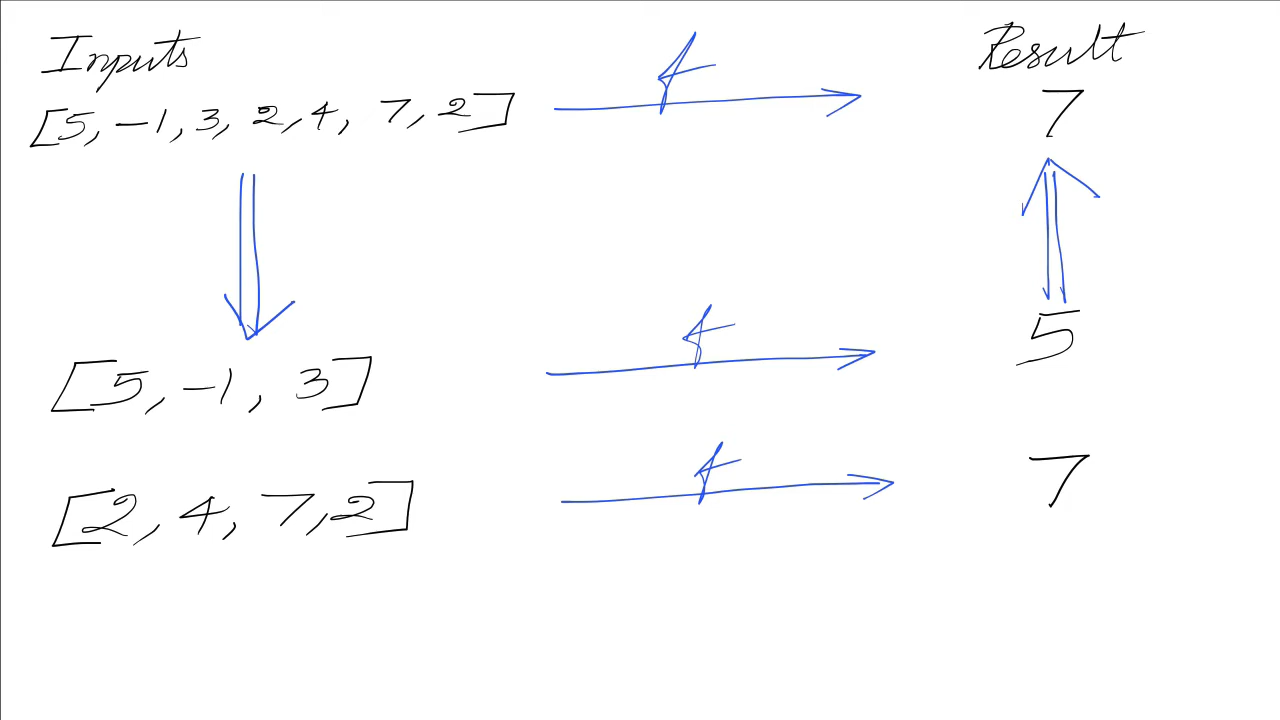 Inputs Result
[5, -1, 3, 2, 4, 7, 2] f 7
[5, -1, 3] f 5
[2, 4, 7, 2] f 7